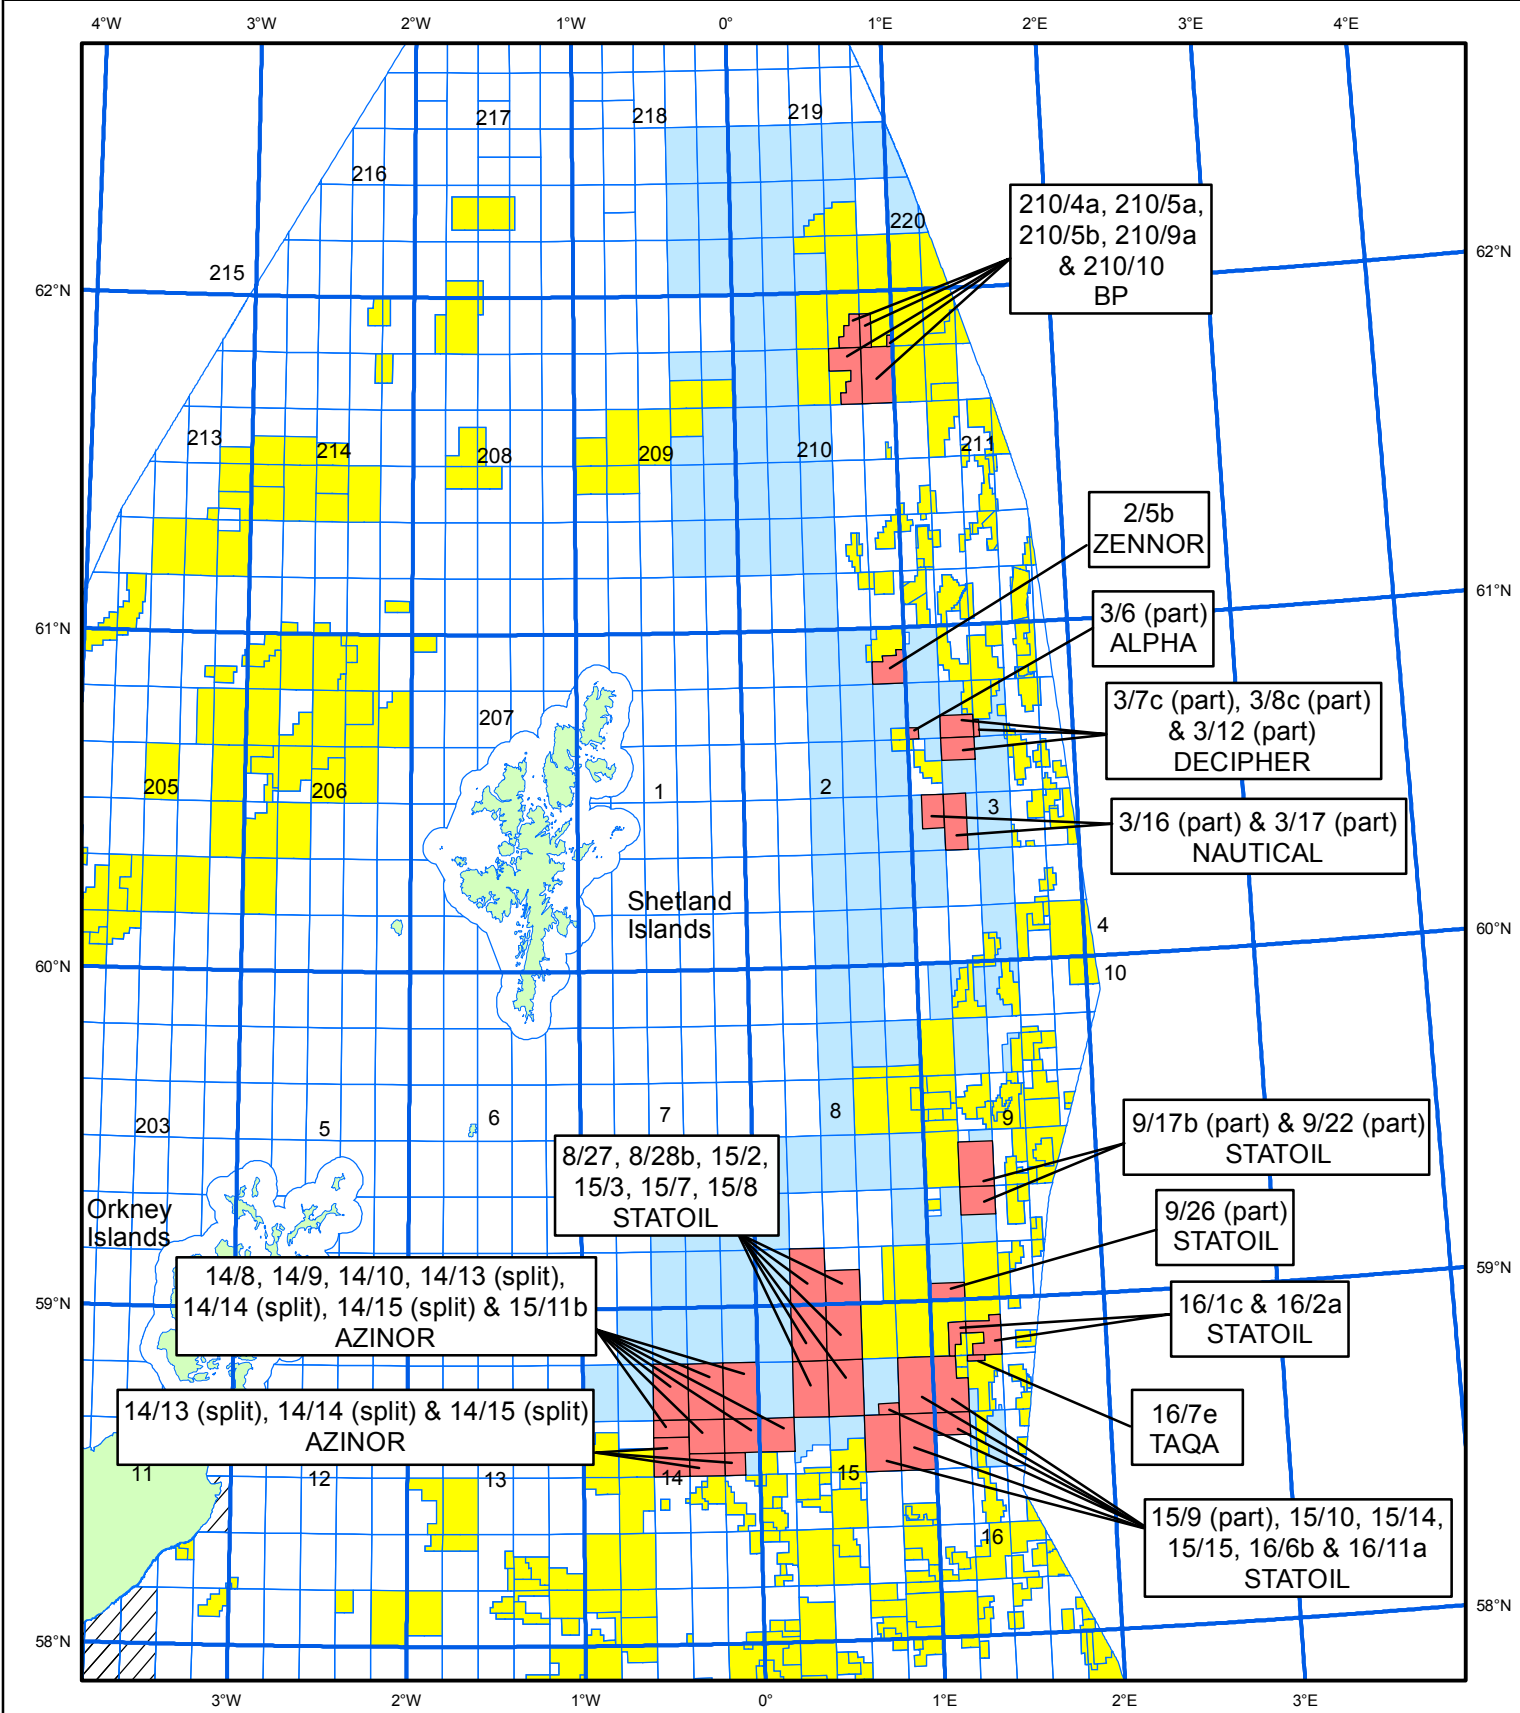 4°W
3°W
2°W
1°W
0°
1°E
2°E
3°E
4°E
217
218
219
216
220
210/4a, 210/5a,
210/5b, 210/9a
& 210/10
BP
215
62°N
62°N
213
214
208
209
210
211
2/5b
ZENNOR
61°N
61°N
3/6 (part)
ALPHA
207
3/7c (part), 3/8c (part)
& 3/12 (part)
DECIPHER
205
206
1
2
3
3/16 (part) & 3/17 (part)
NAUTICAL
Shetland
Islands
4
60°N
60°N
10
203
5
6
7
8
9
9/17b (part) & 9/22 (part)
STATOIL
8/27, 8/28b, 15/2,
15/3, 15/7, 15/8
STATOIL
Orkney
Islands
9/26 (part)
STATOIL
14/8, 14/9, 14/10, 14/13 (split),
14/14 (split), 14/15 (split) & 15/11b
AZINOR
59°N
59°N
16/1c & 16/2a
STATOIL
14/13 (split), 14/14 (split) & 14/15 (split)
AZINOR
16/7e
TAQA
11
12
13
14
15
16
15/9 (part), 15/10, 15/14,
15/15, 16/6b & 16/11a
STATOIL
58°N
58°N
3°W
2°W
1°W
0°
1°E
2°E
3°E